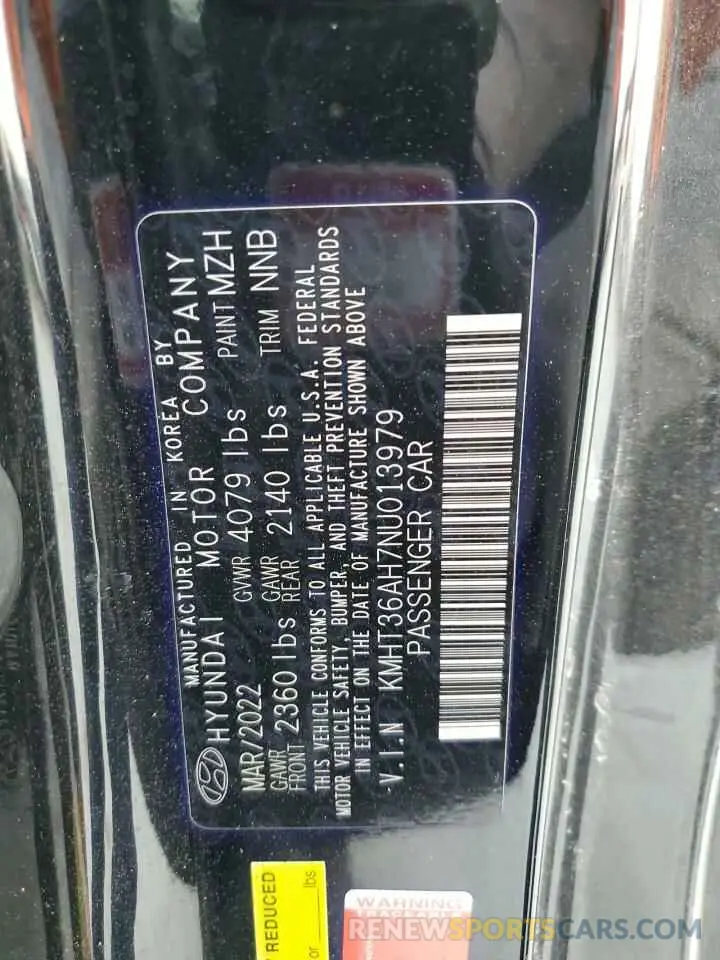 MANUFACTURED IN KOREA BY
HYUNDAI MOTOR COMPANY
MAR/2022 GVWR 4079 lbs PAINT MZH
GAWR FRONT 2360 lbs GAWR REAR 2140 lbs TRIM NNB
THIS VEHICLE CONFORMS TO ALL APPLICABLE U.S.A. FEDERAL
MOTOR VEHICLE SAFETY, BUMPER, AND THEFT PREVENTION STANDARDS
IN EFFECT ON THE DATE OF MANUFACTURE SHOWN ABOVE
V.I.N KMHT36AH7NU013979
PASSENGER CAR
REDUCED
or ____ lbs
WARNING
RENEWSPORTSCARS.COM